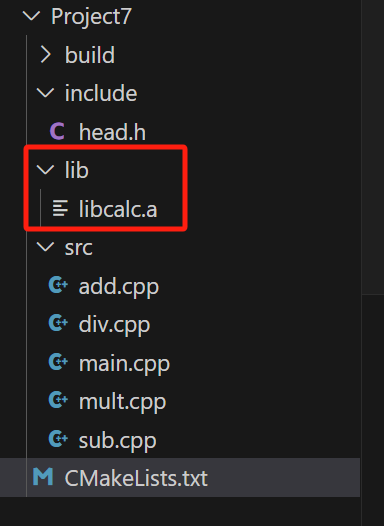 Project7
build
include
C head.h
lib
libcalc.a
src
C++ add.cpp
C++ div.cpp
C++ main.cpp
C++ mult.cpp
C++ sub.cpp
M CMakeLists.txt